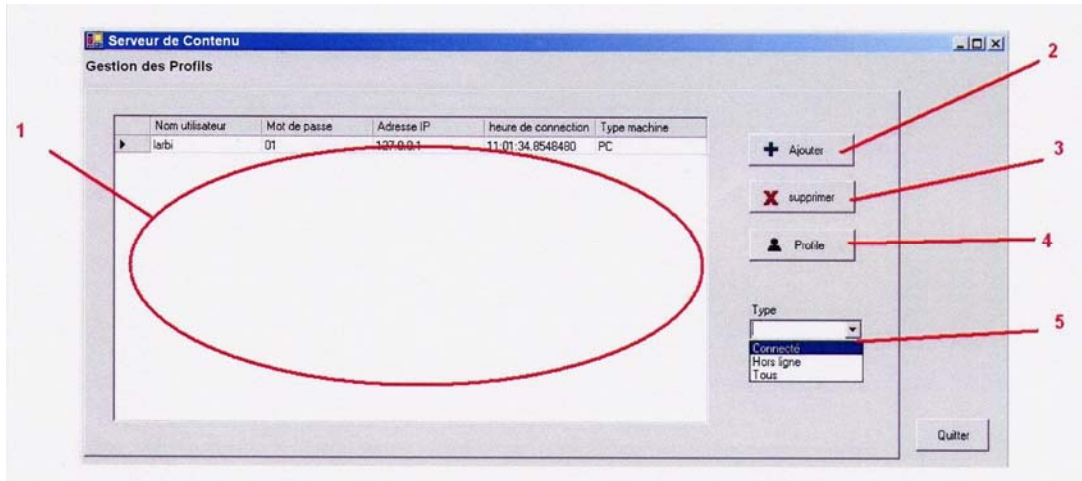 Serveur de Contenu
Gestion des Profils
2
1
Nom utilisateur Mot de passe Adresse IP heure de connection Type machine
larbi 01 127.0.0.1 11:01:34.8548480 PC
Ajouter
3
supprimer
4
Profile
Type
5
Connecté
Hors ligne
Tous
Quitter